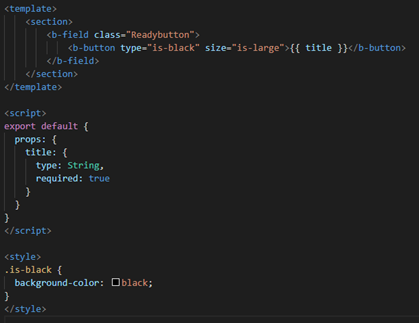 <template>
    <section>
        <b-field class="Readybutton">
            <b-button type="is-black" size="is-large">{{ title }}</b-button>
        </b-field>
    </section>
</template>

<script>
export default {
  props: {
    title: {
      type: String,
      required: true
    }
  }
}
</script>

<style>
.is-black {
  background-color: black;
}
</style>